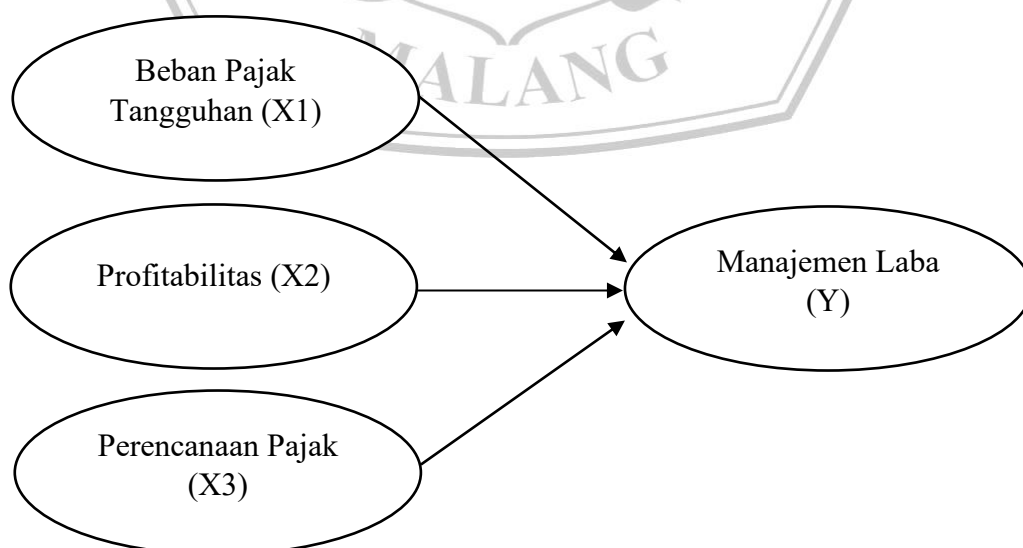 MALANG
Beban Pajak
Tangguhan (X1)
Profitabilitas (X2)
Manajemen Laba
(Y)
Perencanaan Pajak
(X3)